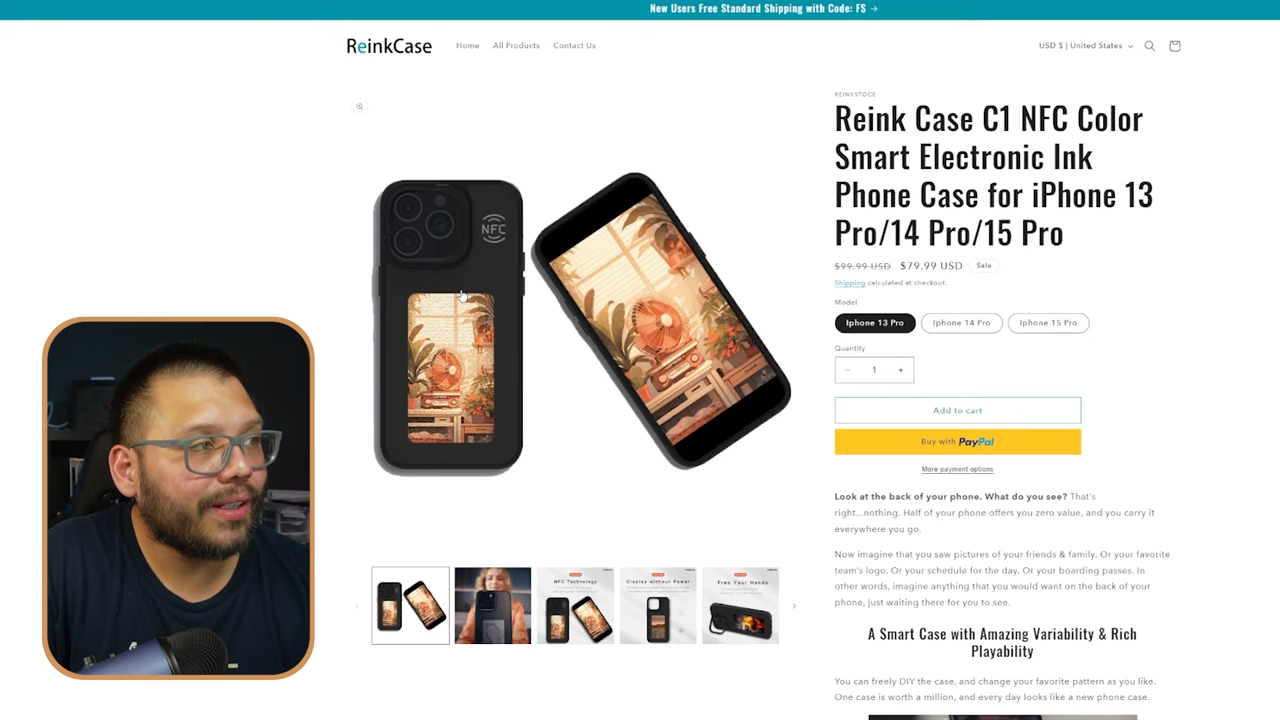 New Users Free Standard Shipping with Code: FS →
ReinkCase
Home
All Products
Contact Us
USD $ | United States
REINKSTOCE
Reink Case C1 NFC Color
Smart Electronic Ink
Phone Case for iPhone 13
Pro/14 Pro/15 Pro
$99.99 USD $79.99 USD Sale
Shipping calculated at checkout.
Model
Iphone 13 Pro
Iphone 14 Pro
Iphone 15 Pro
Quantity
− 1 +
Add to cart
Buy with PayPal
More payment options
Look at the back of your phone. What do you see? That's
right...nothing. Half of your phone offers you zero value, and you carry it
everywhere you go.
Now imagine that you saw pictures of your friends & family. Or your favorite
team's logo. Or your schedule for the day. Or your boarding passes. In
other words, imagine anything that you would want on the back of your
phone, just waiting there for you to see.
A Smart Case with Amazing Variability & Rich
Playability
You can freely DIY the case, and change your favorite pattern as you like.
One case is worth a million, and every day looks like a new phone case.
NFC
NFC Technology
Display without Power
Free Your Hands